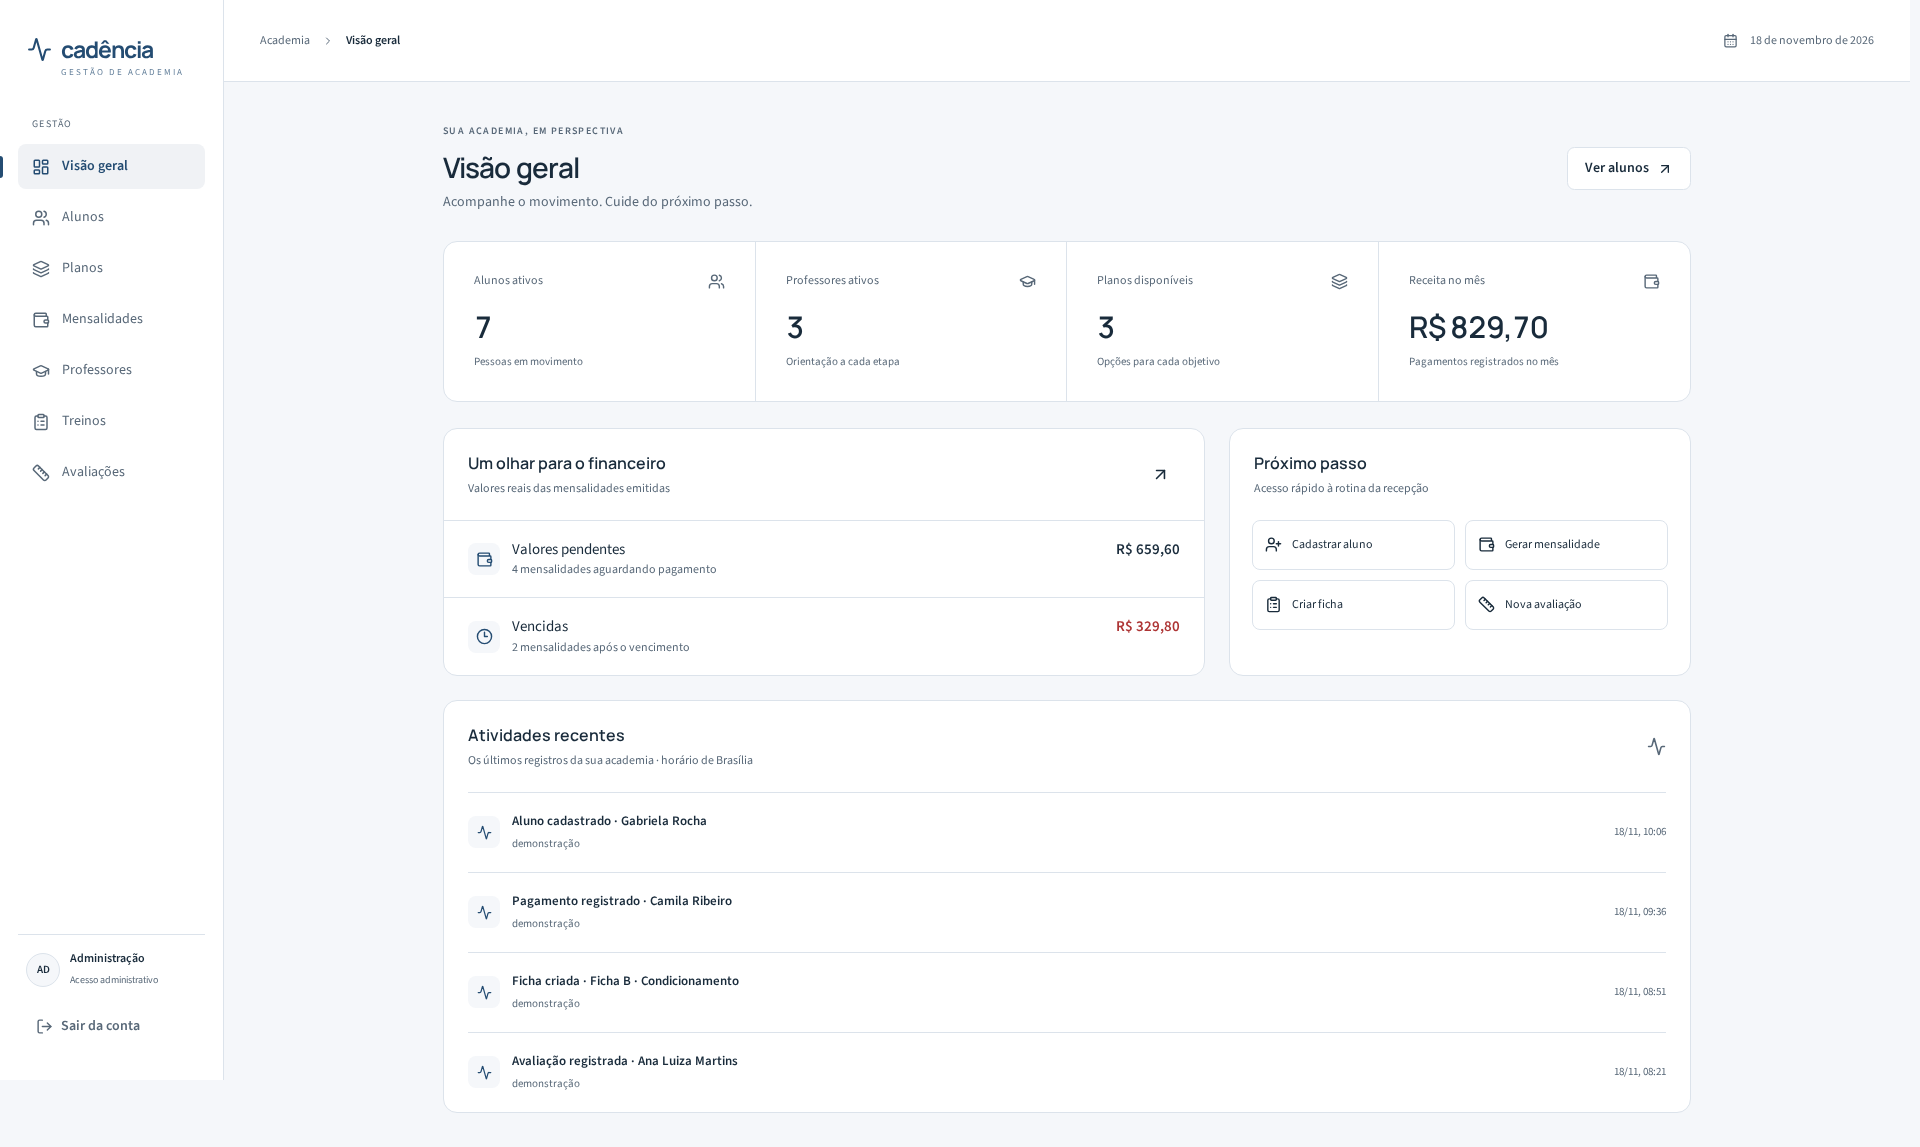 cadência
GESTÃO DE ACADEMIA
GESTÃO
Visão geral
Alunos
Planos
Mensalidades
Professores
Treinos
Avaliações
AD
Administração
Acesso administrativo
Sair da conta
Academia
Visão geral
18 de novembro de 2026
SUA ACADEMIA, EM PERSPECTIVA
Visão geral
Acompanhe o movimento. Cuide do próximo passo.
Ver alunos
Alunos ativos
7
Pessoas em movimento
Professores ativos
3
Orientação a cada etapa
Planos disponíveis
3
Opções para cada objetivo
Receita no mês
R$ 829,70
Pagamentos registrados no mês
Um olhar para o financeiro
Valores reais das mensalidades emitidas
Valores pendentes
R$ 659,60
4 mensalidades aguardando pagamento
Vencidas
R$ 329,80
2 mensalidades após o vencimento
Próximo passo
Acesso rápido à rotina da recepção
Cadastrar aluno
Gerar mensalidade
Criar ficha
Nova avaliação
Atividades recentes
Os últimos registros da sua academia · horário de Brasília
Aluno cadastrado · Gabriela Rocha
demonstração
18/11, 10:06
Pagamento registrado · Camila Ribeiro
demonstração
18/11, 09:36
Ficha criada · Ficha B · Condicionamento
demonstração
18/11, 08:51
Avaliação registrada · Ana Luiza Martins
demonstração
18/11, 08:21